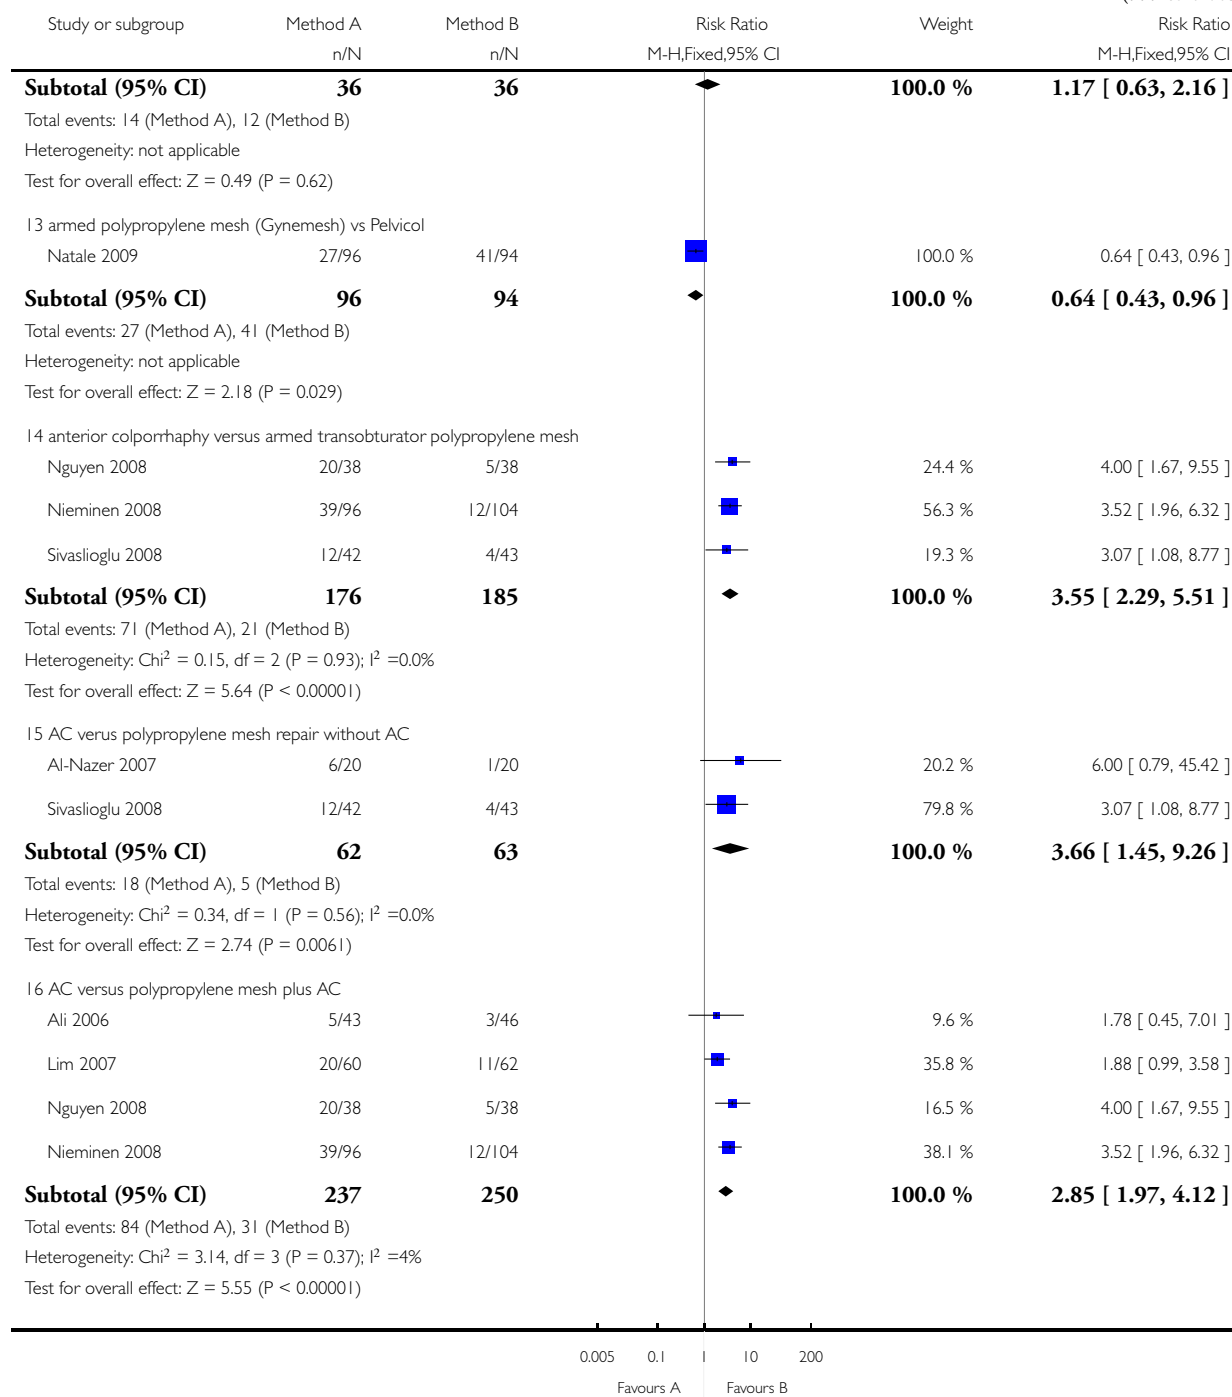 Study or subgroup Method A Method B Risk Ratio Weight Risk Ratio
n/N n/N M-H,Fixed,95% CI M-H,Fixed,95% CI
Subtotal (95% CI) 36 36 100.0 % 1.17 [ 0.63, 2.16 ]
Total events: 14 (Method A), 12 (Method B)
Heterogeneity: not applicable
Test for overall effect: Z = 0.49 (P = 0.62)
13 armed polypropylene mesh (Gynemesh) vs Pelvicol
Natale 2009 27/96 41/94 100.0 % 0.64 [ 0.43, 0.96 ]
Subtotal (95% CI) 96 94 100.0 % 0.64 [ 0.43, 0.96 ]
Total events: 27 (Method A), 41 (Method B)
Heterogeneity: not applicable
Test for overall effect: Z = 2.18 (P = 0.029)
14 anterior colporrhaphy versus armed transobturator polypropylene mesh
Nguyen 2008 20/38 5/38 24.4 % 4.00 [ 1.67, 9.55 ]
Nieminen 2008 39/96 12/104 56.3 % 3.52 [ 1.96, 6.32 ]
Sivaslioglu 2008 12/42 4/43 19.3 % 3.07 [ 1.08, 8.77 ]
Subtotal (95% CI) 176 185 100.0 % 3.55 [ 2.29, 5.51 ]
Total events: 71 (Method A), 21 (Method B)
Heterogeneity: Chi² = 0.15, df = 2 (P = 0.93); I² =0.0%
Test for overall effect: Z = 5.64 (P < 0.00001)
15 AC verus polypropylene mesh repair without AC
Al-Nazer 2007 6/20 1/20 20.2 % 6.00 [ 0.79, 45.42 ]
Sivaslioglu 2008 12/42 4/43 79.8 % 3.07 [ 1.08, 8.77 ]
Subtotal (95% CI) 62 63 100.0 % 3.66 [ 1.45, 9.26 ]
Total events: 18 (Method A), 5 (Method B)
Heterogeneity: Chi² = 0.34, df = 1 (P = 0.56); I² =0.0%
Test for overall effect: Z = 2.74 (P = 0.0061)
16 AC versus polypropylene mesh plus AC
Ali 2006 5/43 3/46 9.6 % 1.78 [ 0.45, 7.01 ]
Lim 2007 20/60 11/62 35.8 % 1.88 [ 0.99, 3.58 ]
Nguyen 2008 20/38 5/38 16.5 % 4.00 [ 1.67, 9.55 ]
Nieminen 2008 39/96 12/104 38.1 % 3.52 [ 1.96, 6.32 ]
Subtotal (95% CI) 237 250 100.0 % 2.85 [ 1.97, 4.12 ]
Total events: 84 (Method A), 31 (Method B)
Heterogeneity: Chi² = 3.14, df = 3 (P = 0.37); I² =4%
Test for overall effect: Z = 5.55 (P < 0.00001)
0.005 0.1 1 10 200
Favours A Favours B